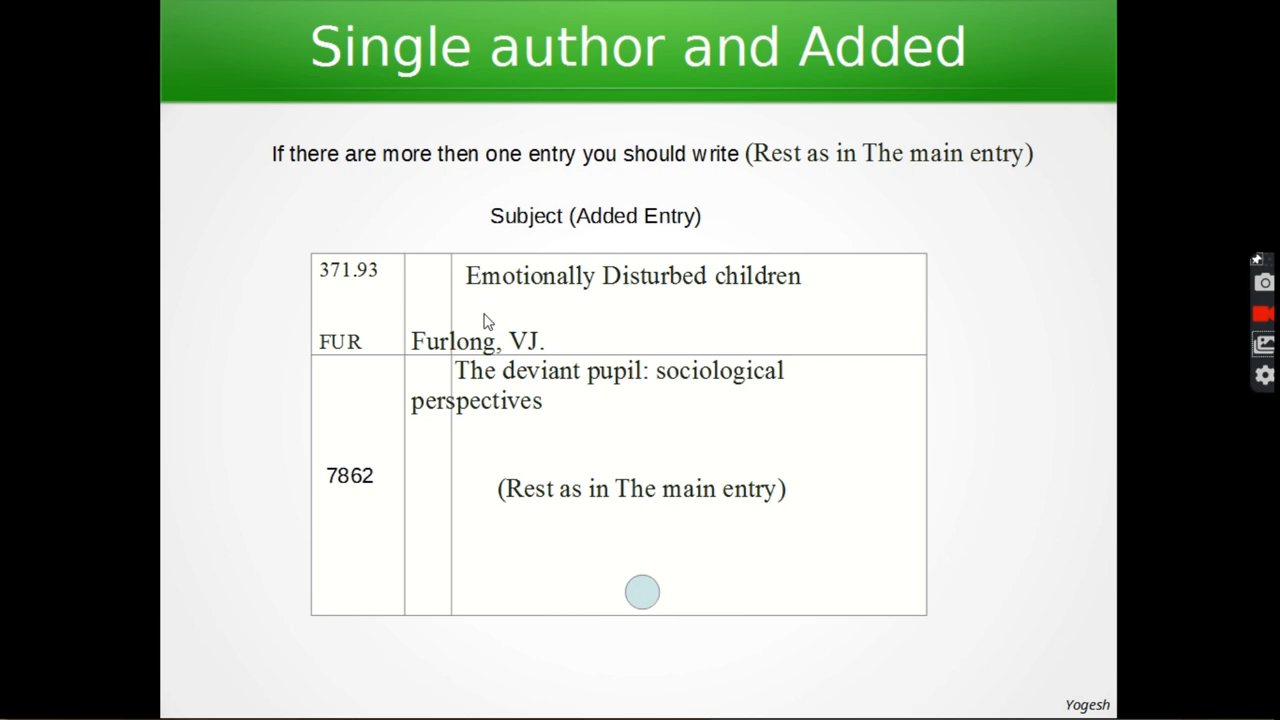 Single author and Added
If there are more then one entry you should write (Rest as in The main entry)
Subject (Added Entry)
371.93
Emotionally Disturbed children
FUR
Furlong, VJ.
The deviant pupil: sociological
perspectives
7862
(Rest as in The main entry)
Yogesh